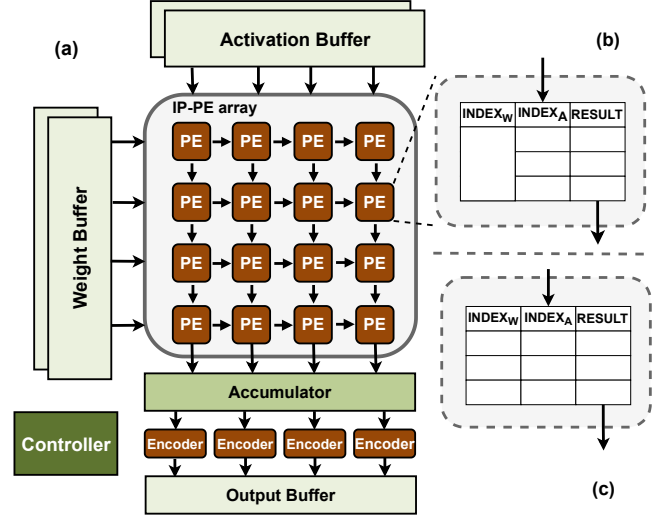 (a)
Activation Buffer
(b)
IP-PE array
PE PE PE PE
PE PE PE PE
PE PE PE PE
PE PE PE PE
Weight Buffer
INDEXW INDEXA RESULT
INDEXW INDEXA RESULT
Accumulator
Controller
Encoder Encoder Encoder Encoder
Output Buffer
(c)